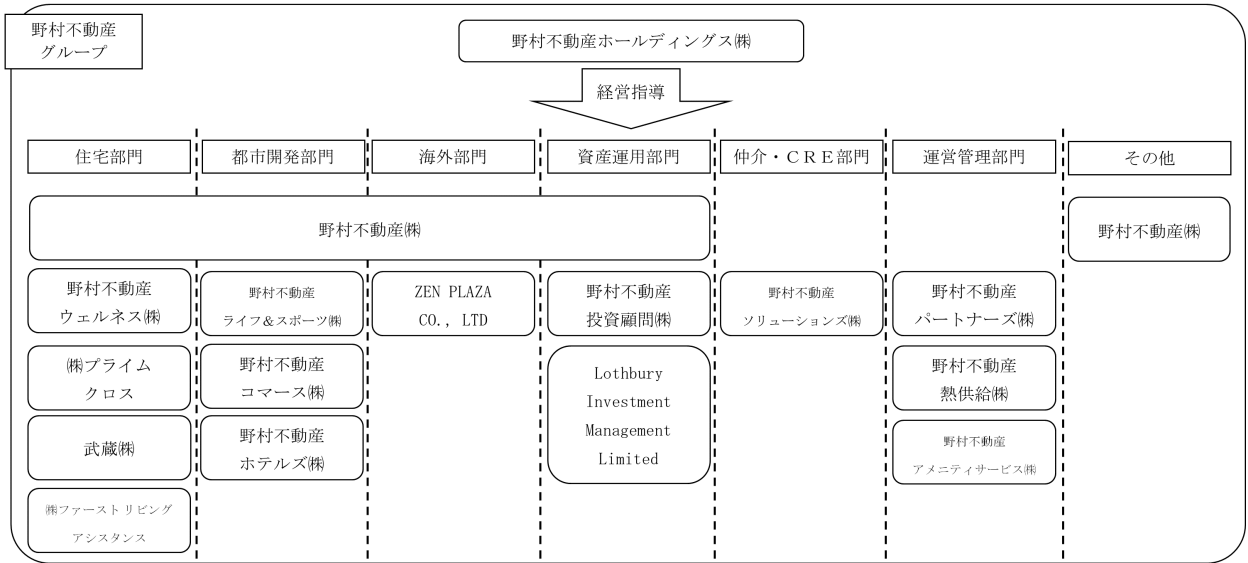 野村不動産
グループ
野村不動産ホールディングス㈱
経営指導
住宅部門
都市開発部門
海外部門
資産運用部門
仲介・ＣＲＥ部門
運営管理部門
その他
野村不動産㈱
野村不動産㈱
野村不動産
ウェルネス㈱
野村不動産
ライフ＆スポーツ㈱
ZEN PLAZA
CO., LTD
野村不動産
投資顧問㈱
野村不動産
ソリューションズ㈱
野村不動産
パートナーズ㈱
㈱プライム
クロス
野村不動産
コマース㈱
Lothbury
Investment
Management
Limited
野村不動産
熱供給㈱
武蔵㈱
野村不動産
ホテルズ㈱
野村不動産
アメニティサービス㈱
㈱ファーストリビング
アシスタンス